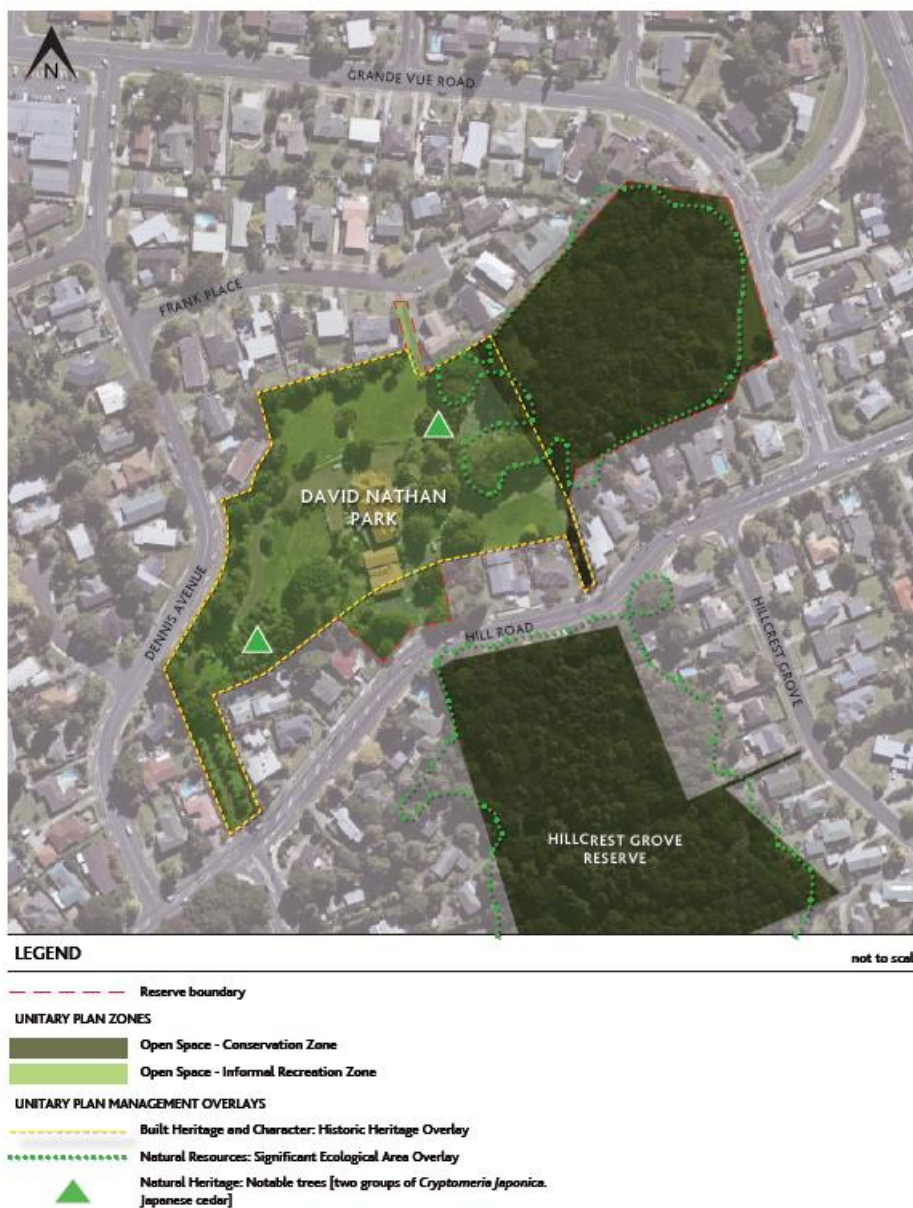 N
GRANDE VUE ROAD
FRANK PLACE
DAVID NATHAN
PARK
DENNIS AVENUE
HILL ROAD
HILLCREST GROVE
HILLCREST GROVE
RESERVE
LEGEND
not to scal
Reserve boundary
UNITARY PLAN ZONES
Open Space - Conservation Zone
Open Space - Informal Recreation Zone
UNITARY PLAN MANAGEMENT OVERLAYS
Built Heritage and Character: Historic Heritage Overlay
Natural Resources: Significant Ecological Area Overlay
Natural Heritage: Notable trees [two groups of Cryptomeria Japonica.
Japanese cedar]